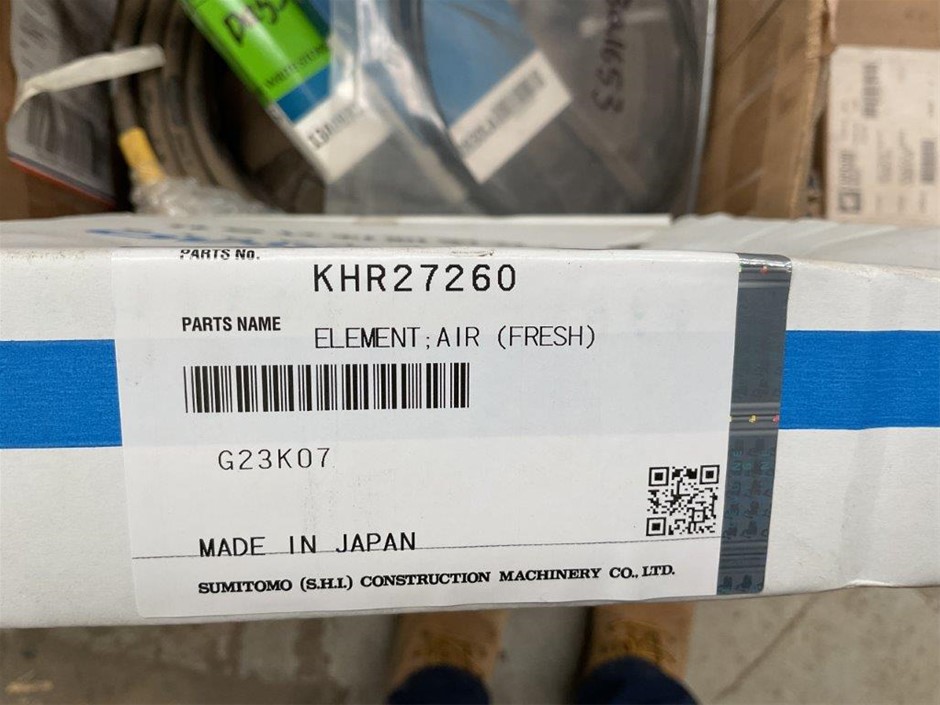 PARTS No.
KHR27260
PARTS NAME
ELEMENT;AIR (FRESH)
G23K07
MADE IN JAPAN
SUMITOMO (S.H.I.) CONSTRUCTION MACHINERY CO., LTD.